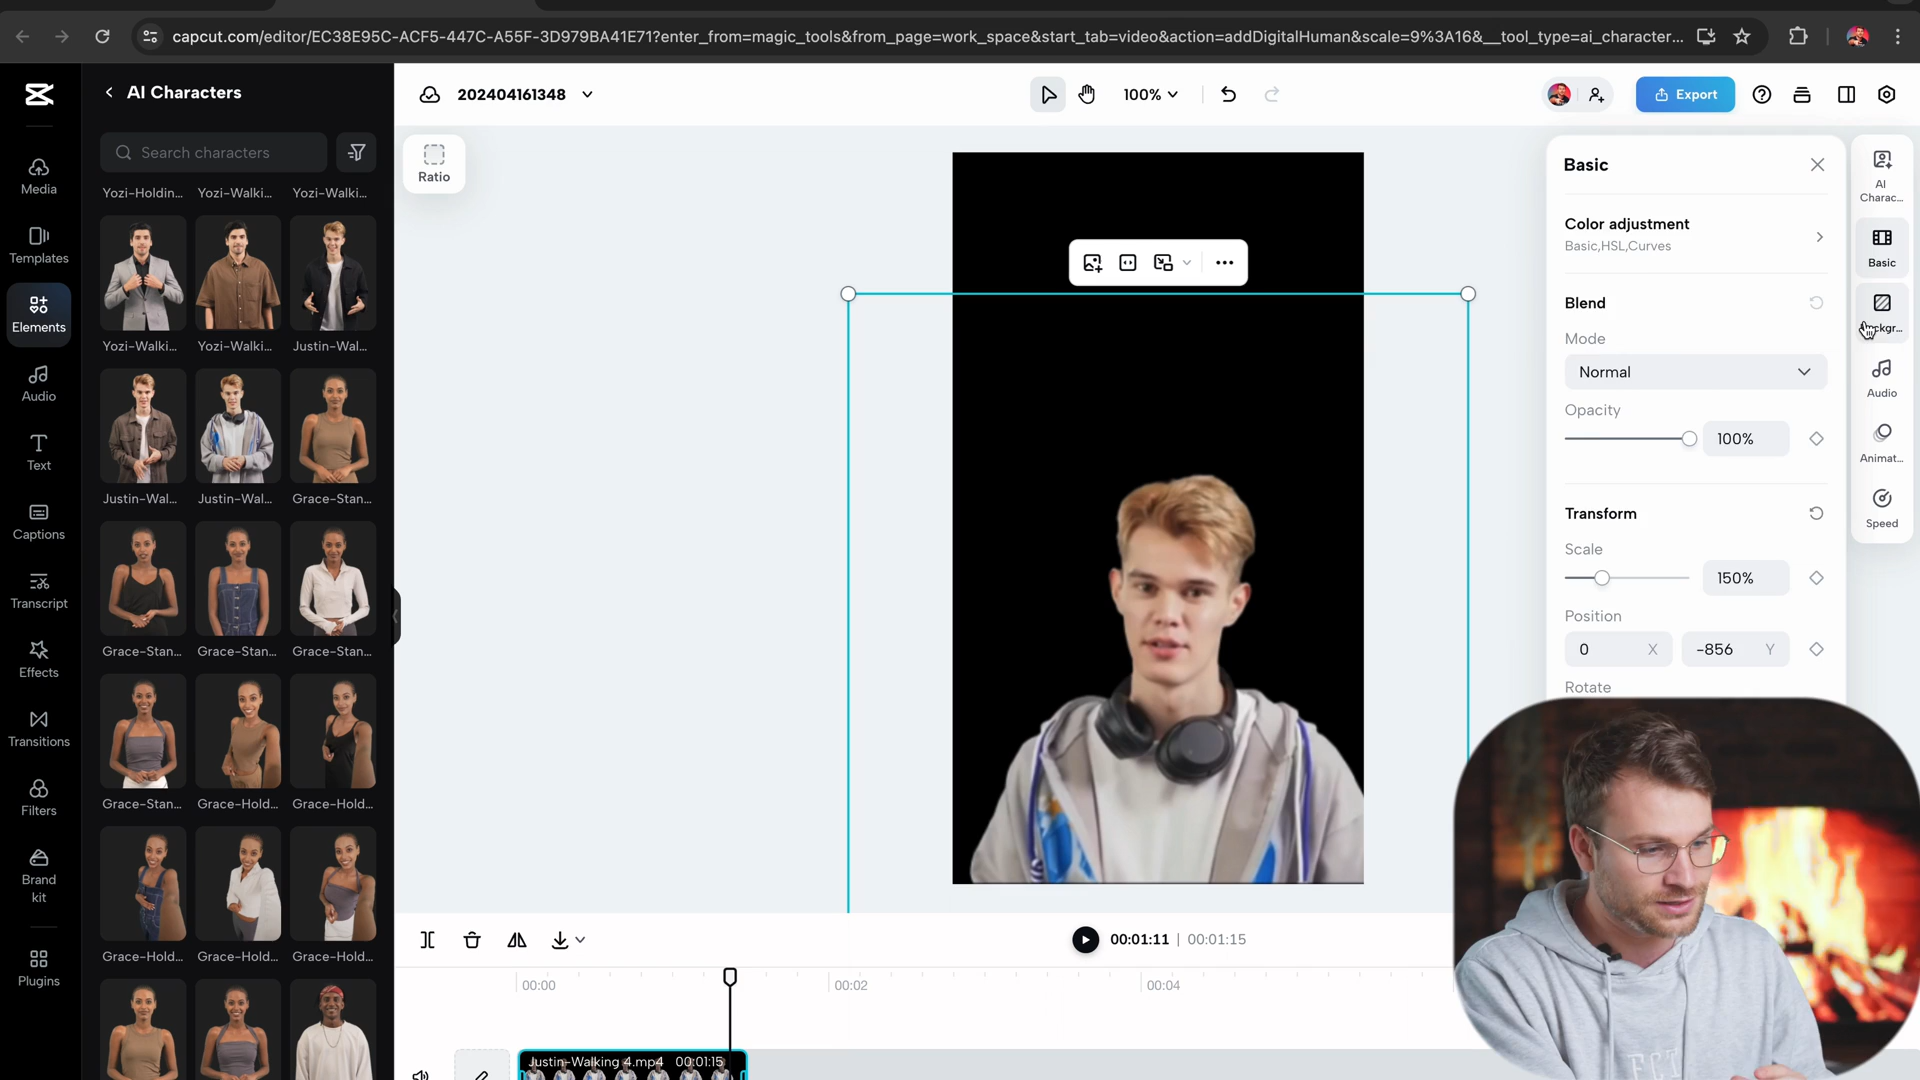 capcut.com/editor/EC38E95C-ACF5-447C-A55F-3D979BA41E71?enter_from=magic_tools&from_page=work_space&start_tab=video&action=addDigitalHuman&scale=9%3A16&__tool_type=ai_character...
AI Characters
202404161348
100%
Export
Search characters
Ratio
Media
Templates
Elements
Audio
Text
Captions
Transcript
Effects
Transitions
Filters
Brand
kit
Plugins
Yozi-Holdin...
Yozi-Walki...
Yozi-Walki...
Yozi-Walki...
Yozi-Walki...
Justin-Wal...
Justin-Wal...
Justin-Wal...
Grace-Stan...
Grace-Stan...
Grace-Stan...
Grace-Stan...
Grace-Stan...
Grace-Hold...
Grace-Hold...
Grace-Hold...
Grace-Hold...
Grace-Hold...
Basic
Color adjustment
Basic,HSL,Curves
Blend
Mode
Normal
Opacity
100%
Transform
Scale
150%
Position
0 X
-856 Y
Rotate
AI
Charac...
Basic
Audio
Animat...
Speed
00:01:11 | 00:01:15
00:00
00:02
00:04
Justin-Walking 4.mp4 00:01:15